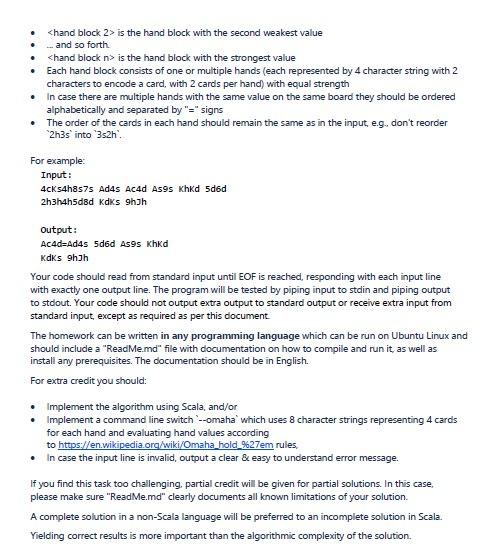 • <hand block 2> is the hand block with the second weakest value
• ... and so forth.
• <hand block n> is the hand block with the strongest value
• Each hand block consists of one or multiple hands (each represented by 4 character string with 2
characters to encode a card, with 2 cards per hand) with equal strength
• In case there are multiple hands with the same value on the same board they should be ordered
alphabetically and separated by "=" signs
• The order of the cards in each hand should remain the same as in the input, e.g., don't reorder
`2h3s` into `3s2h`.
For example:
Input:
4cKs4h8s7s Ad4s Ac4d As9s KhKd 5d6d
2h3h4h5d8d KdKs 9hJh
Output:
Ac4d=Ad4s 5d6d As9s KhKd
KdKs 9hJh
Your code should read from standard input until EOF is reached, responding with each input line
with exactly one output line. The program will be tested by piping input to stdin and piping output
to stdout. Your code should not output extra output to standard output or receive extra input from
standard input, except as required as per this document.
The homework can be written in any programming language which can be run on Ubuntu Linux and
should include a "ReadMe.md" file with documentation on how to compile and run it, as well as
install any prerequisites. The documentation should be in English.
For extra credit you should:
• Implement the algorithm using Scala, and/or
• Implement a command line switch `--omaha` which uses 8 character strings representing 4 cards
for each hand and evaluating hand values according
to https://en.wikipedia.org/wiki/Omaha_hold_%27em rules,
• In case the input line is invalid, output a clear & easy to understand error message.
If you find this task too challenging, partial credit will be given for partial solutions. In this case,
please make sure "ReadMe.md" clearly documents all known limitations of your solution.
A complete solution in a non-Scala language will be preferred to an incomplete solution in Scala.
Yielding correct results is more important than the algorithmic complexity of the solution.